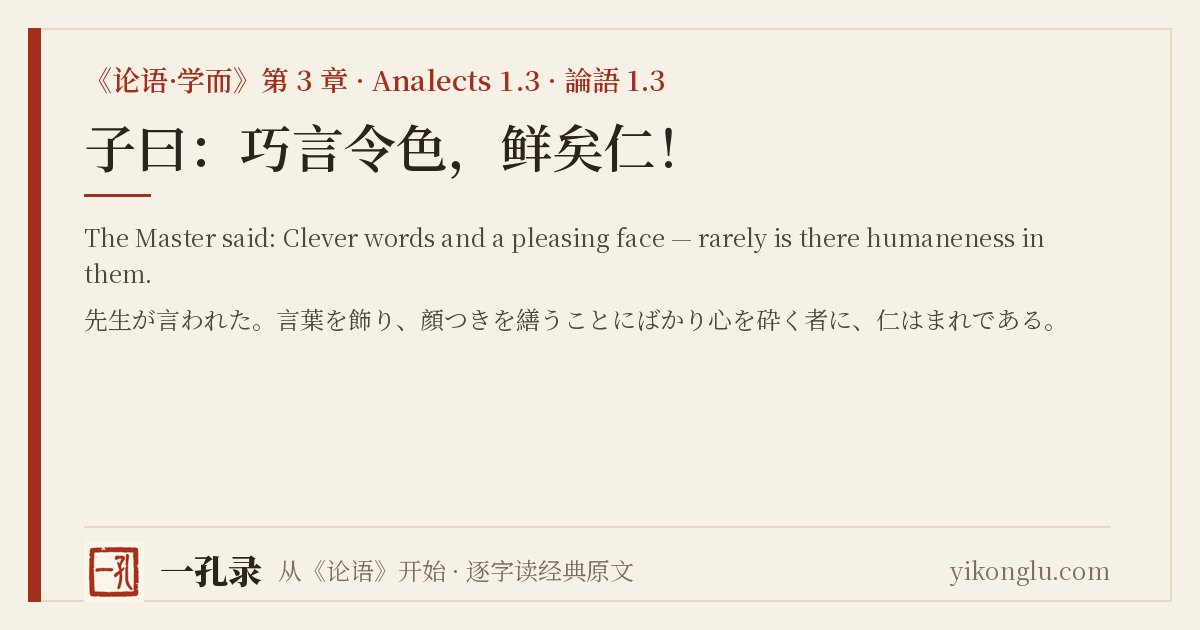 《论语·学而》第 3 章 · Analects 1.3 · 論語 1.3
子曰：巧言令色，鲜矣仁！
The Master said: Clever words and a pleasing face — rarely is there humaneness in
them.
先生が言われた。言葉を飾り、顔つきを繕うことにばかり心を砕く者に、仁はまれである。
一孔
一孔录 从《论语》开始 · 逐字读经典原文 yikonglu.com